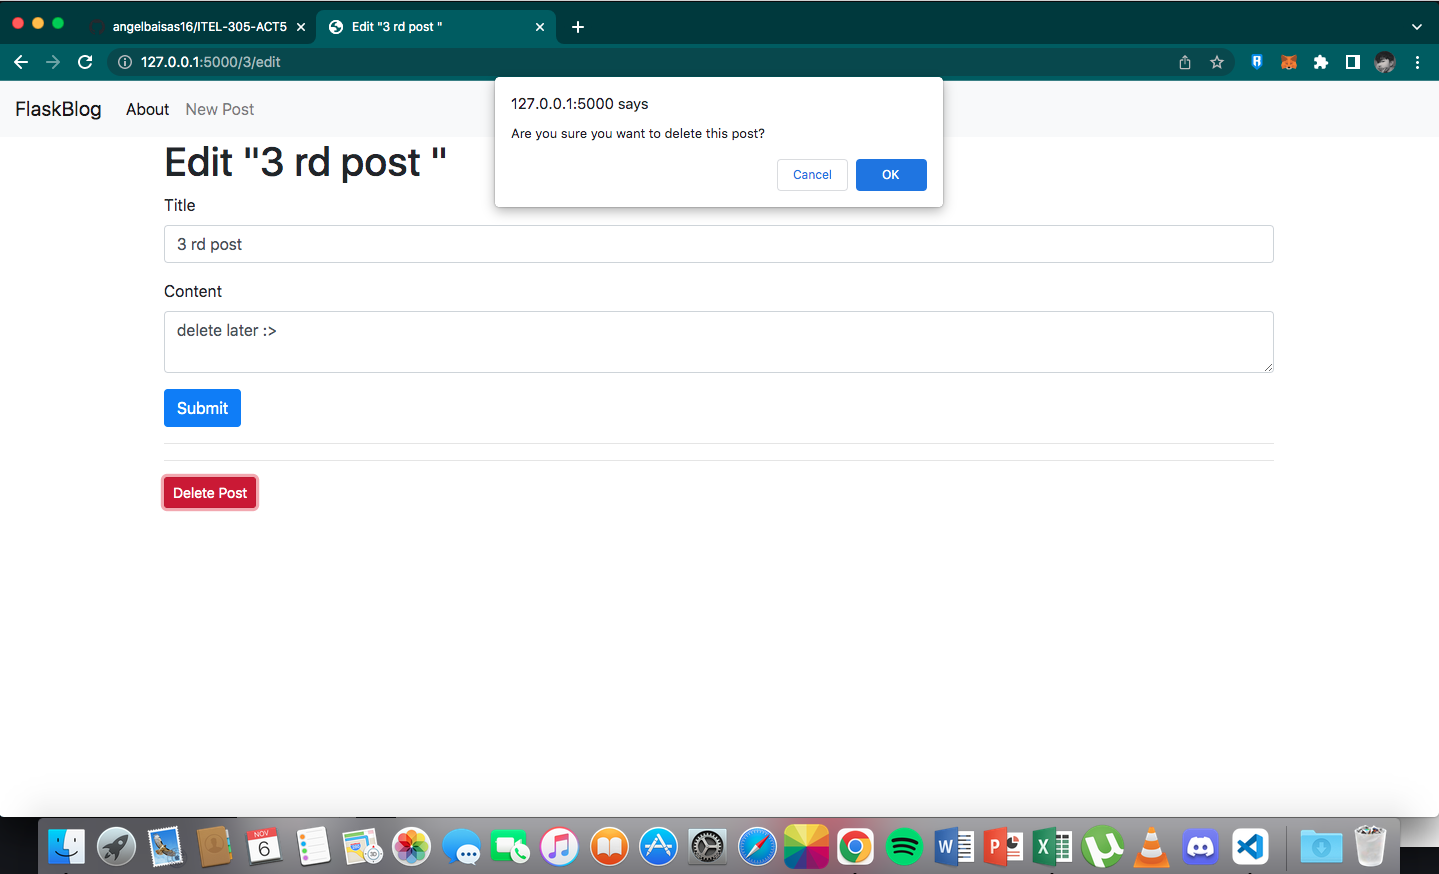 angelbaisas16/ITEL-305-ACT5
Edit "3 rd post "
127.0.0.1:5000/3/edit
FlaskBlog About New Post
127.0.0.1:5000 says
Are you sure you want to delete this post?
Cancel OK
Edit "3 rd post "
Title
3 rd post
Content
delete later :>
Submit
Delete Post
NOV
6
W P X